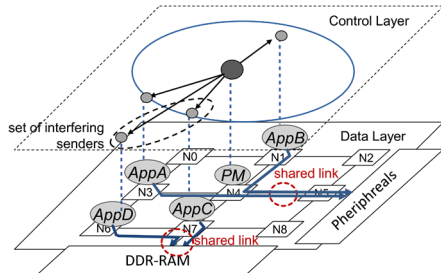 Control Layer
set of interfering
senders
AppB
Data Layer
N0
N1
N2
AppA
PM
shared link
N3
N4
N5
Pheriphreals
AppD
AppC
N6
N7
N8
shared link
DDR-RAM